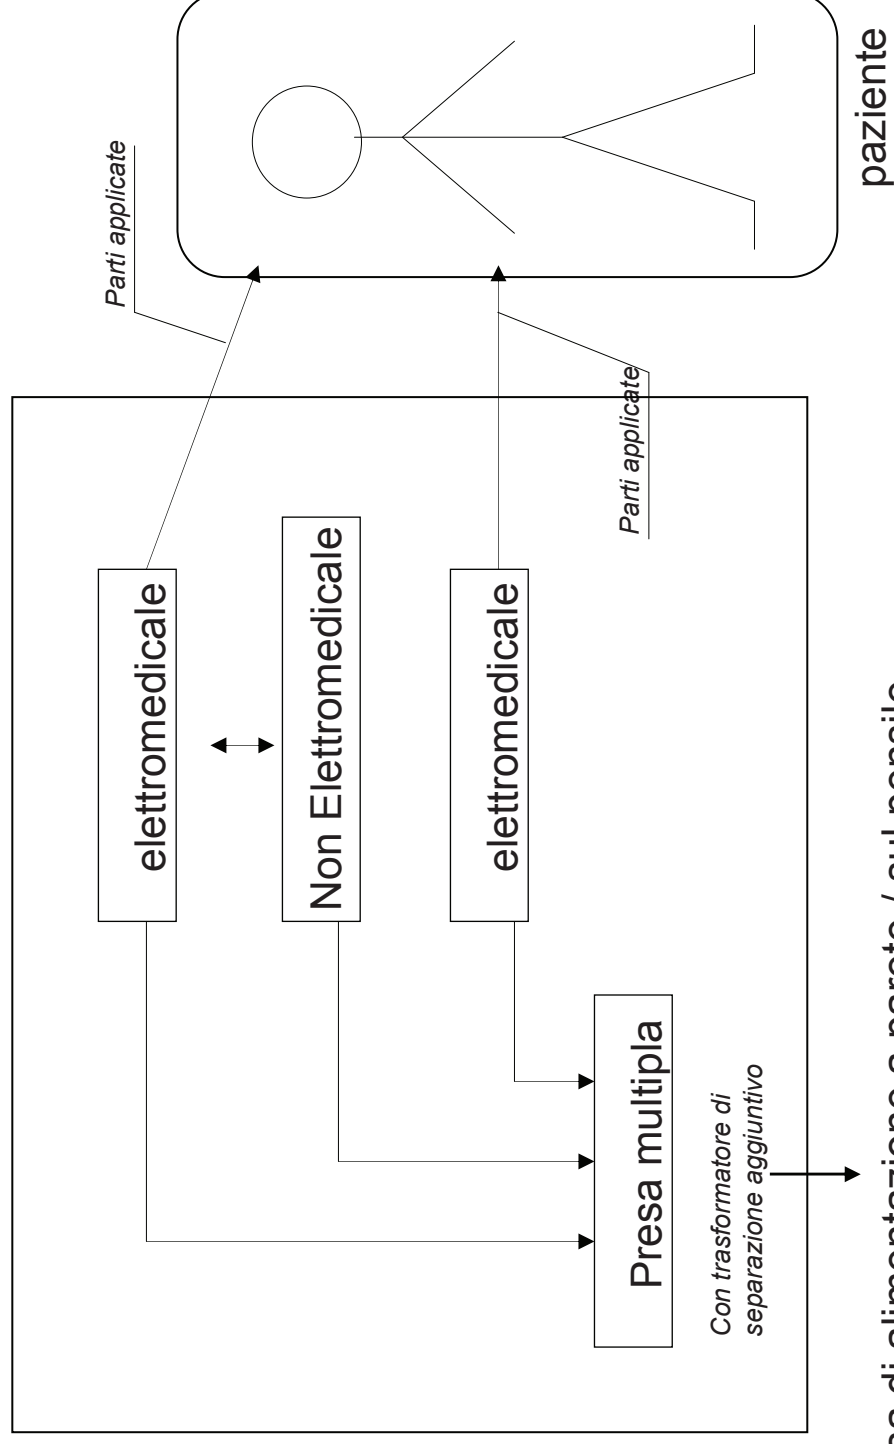 Parti applicate
paziente
elettromedicale
Non Elettromedicale
elettromedicale
Parti applicate
Presa multipla
Con trasformatore di
separazione aggiuntivo
di alimentazione a parete / sul pensile